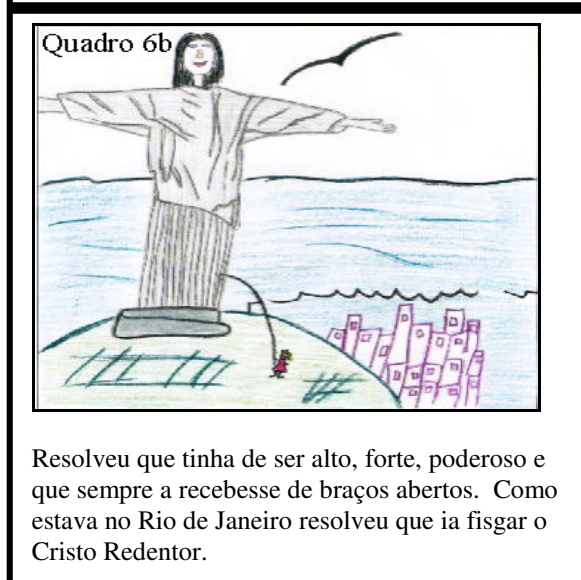 Quadro 6b
Resolveu que tinha de ser alto, forte, poderoso e
que sempre a recebesse de braços abertos. Como
estava no Rio de Janeiro resolveu que ia fisgar o
Cristo Redentor.